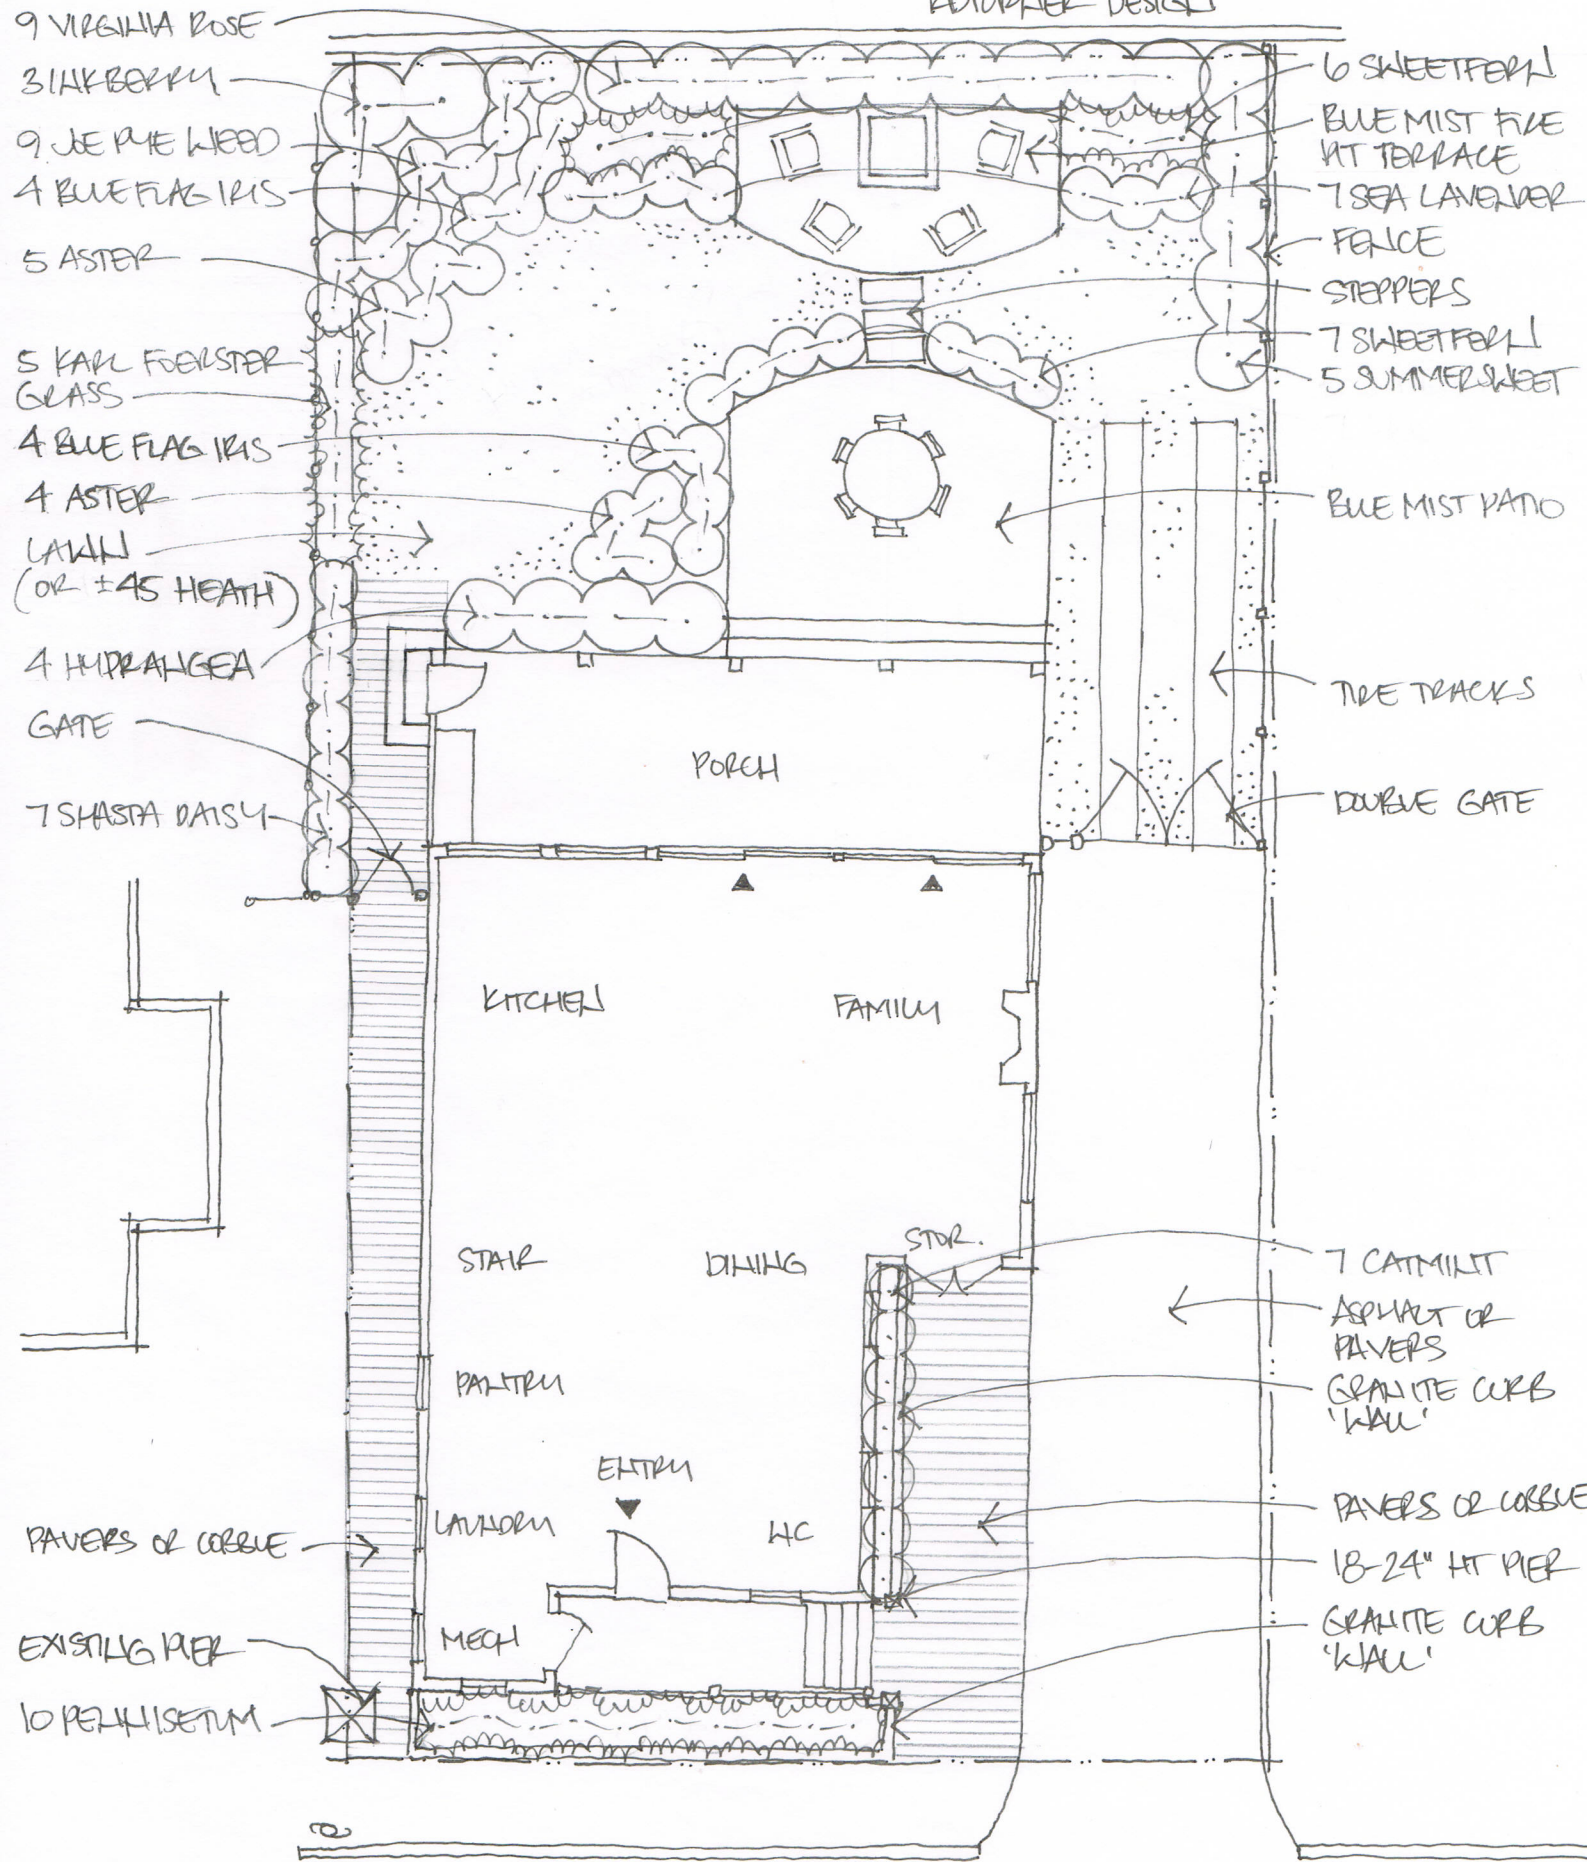 DESIGN
9 VIRGINIA ROSE
3 INKBERRY
9 JOE PYE WEED
4 BLUE FLAG IRIS
5 ASTER
5 KARL FOERSTER
GRASS
4 BLUE FLAG IRIS
4 ASTER
LAWN
(OR ±45 HEATH)
4 HYDRANGEA
GATE
7 SHASTA DAISY
PAVERS OR COBBLE
EXISTING PIER
10 PENNISETUM
PORCH
KITCHEN
FAMILY
STAIR
DINING
STOR.
PANTRY
ENTRY
LAUNDRY
WC
MECH
6 SWEETFERN
BLUE MIST FIRE
PIT TERRACE
7 SEA LAVENDER
FENCE
STEPPERS
7 SWEETFERN
5 SUMMERSWEET
BLUE MIST PATIO
TIRE TRACKS
DOUBLE GATE
7 CATMINT
ASPHALT OR
PAVERS
GRANITE CURB
'WALL'
PAVERS OR COBBLE
18-24" HT PIER
GRANITE CURB
'WALL'